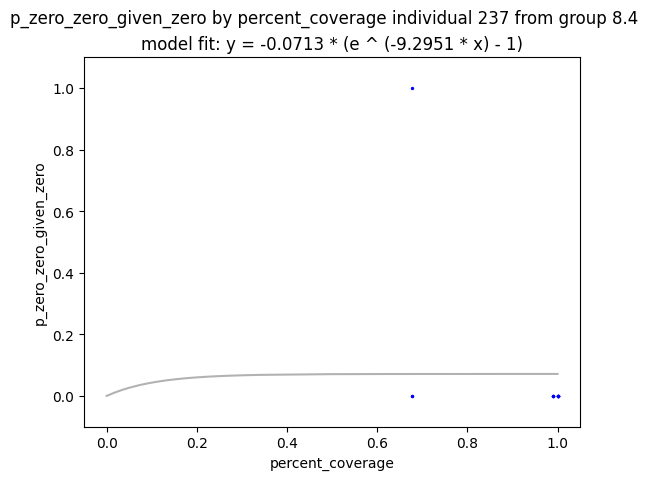 p_zero_zero_given_zero by percent_coverage individual 237 from group 8.4
model fit: y = -0.0713 * (e ^ (-9.2951 * x) - 1)
1.0
0.8
0.6
0.4
0.2
0.0
p_zero_zero_given_zero
0.0 0.2 0.4 0.6 0.8 1.0
percent_coverage